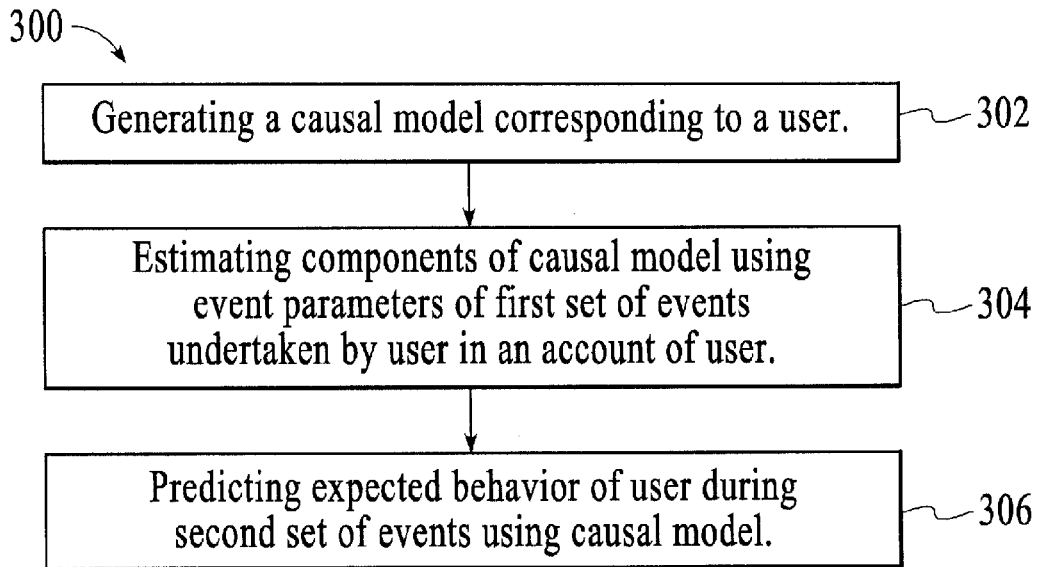 300
Generating a causal model corresponding to a user.
302
Estimating components of causal model using
event parameters of first set of events
undertaken by user in an account of user.
304
Predicting expected behavior of user during
second set of events using causal model.
306